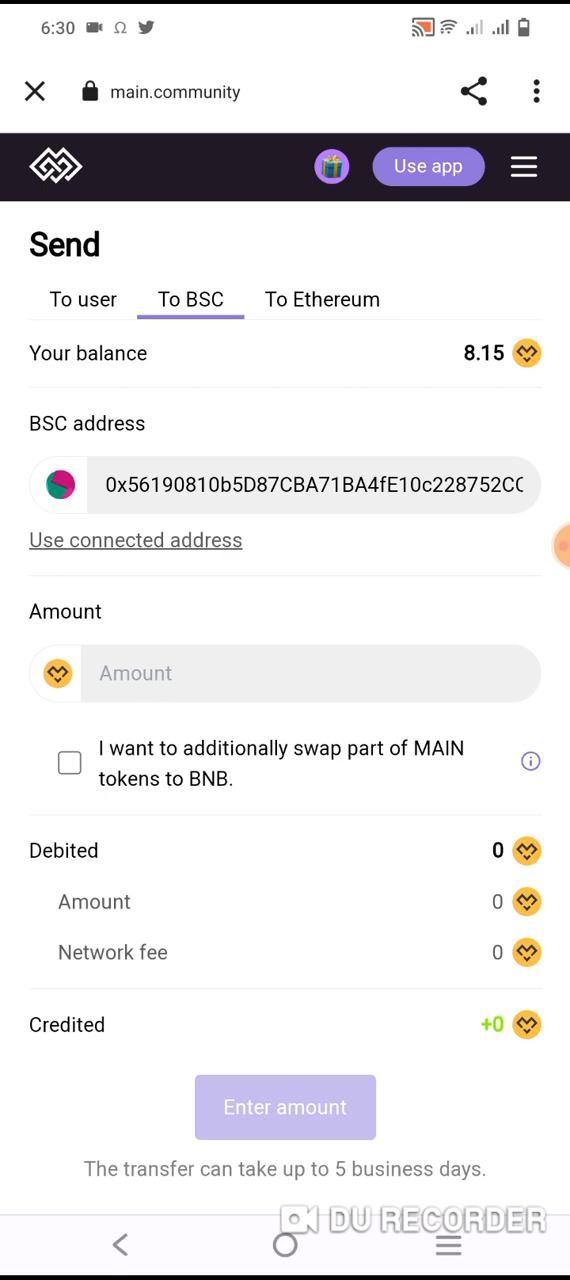 6:30
main.community
Use app
Send
To user To BSC To Ethereum
Your balance 8.15
BSC address
0x56190810b5D87CBA71BA4fE10c228752CC
Use connected address
Amount
Amount
I want to additionally swap part of MAIN
tokens to BNB.
Debited 0
Amount 0
Network fee 0
Credited +0
Enter amount
The transfer can take up to 5 business days.
DU RECORDER